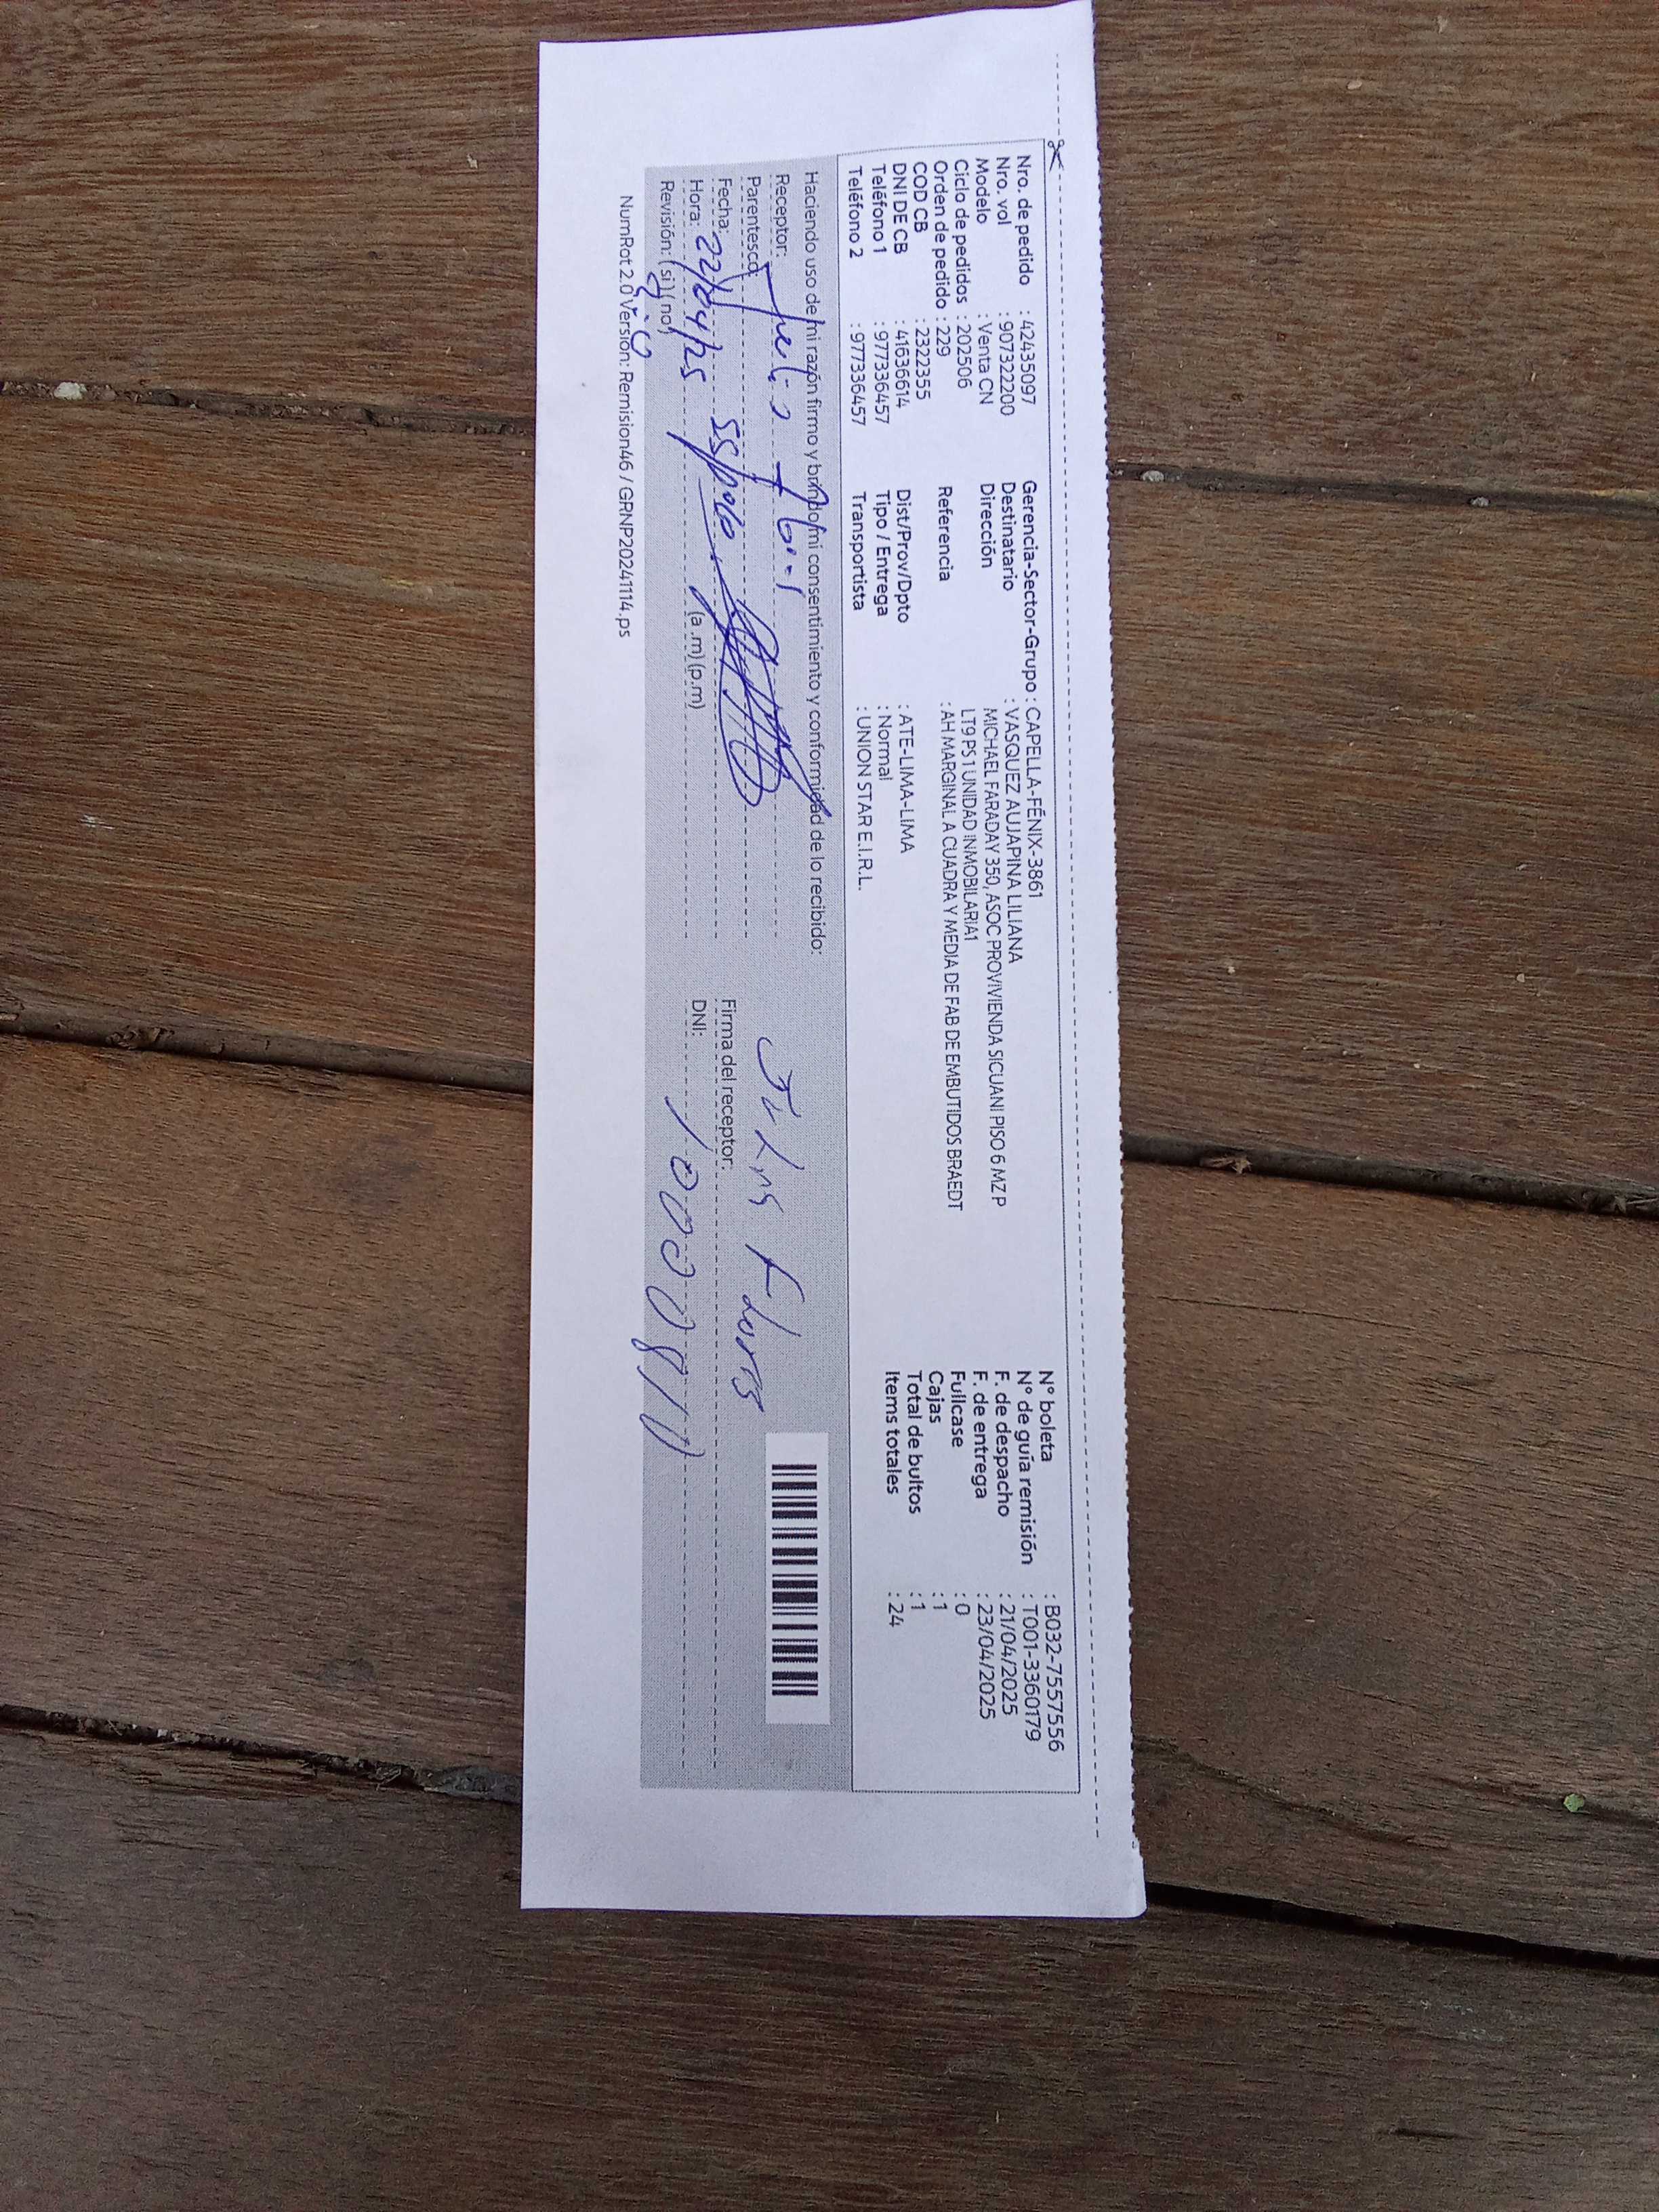 Nro. de pedido : 42435097
Nro. vol : 907322200
Modelo : Venta CN
Ciclo de pedidos : 202506
Orden de pedido : 229
COD CB : 2322355
DNI DE CB : 41636614
Teléfono 1 : 977336457
Teléfono 2 : 977336457
Gerencia-Sector-Grupo : CAPELLA-FÉNIX-3861
Destinatario : VASQUEZ AUJAPINA LILIANA
Dirección MICHAEL FARADAY 350, ASOC PROVIVIENDA SICUANI PISO 6 MZ P
LT9 PS 1 UNIDAD INMOBILARIA1
Referencia : AH MARGINAL A CUADRA Y MEDIA DE FAB DE EMBUTIDOS BRAEDT
Dist/Prov/Dpto : ATE-LIMA-LIMA
Tipo / Entrega : Normal
Transportista : UNION STAR E.I.R.L.
N° boleta : B032-7557556
N° de guía remisión : T001-3360179
F. de despacho : 21/04/2025
F. de entrega : 23/04/2025
Fullcase : 0
Cajas : 1
Total de bultos : 1
Items totales : 24
Haciendo uso de mi razón firmo y brindo mi consentimiento y conformidad de lo recibido:
Receptor:
Parentesco:
Fecha: 22/04/25
Hora: (a.m) (p.m)
Revisión: (si) (no)
Firma del receptor:
DNI:
NumRot 2.0 Versión: Remision46 / GRNP20241114.ps